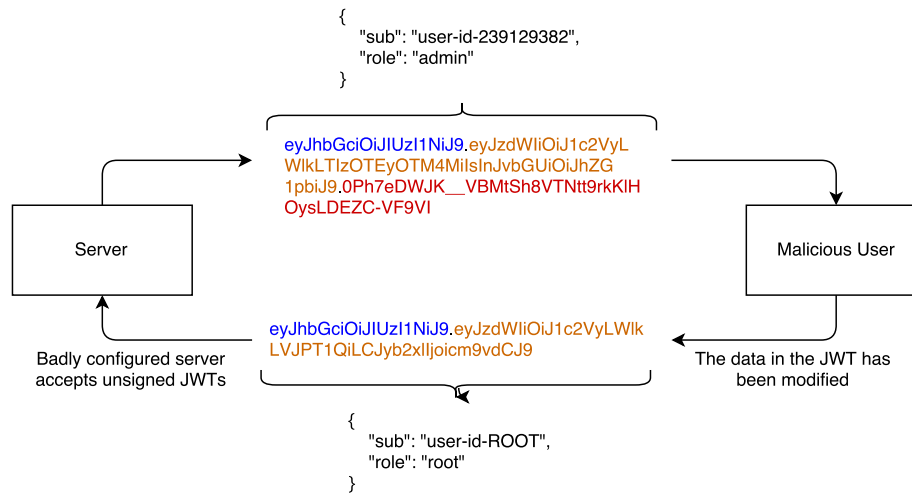 {
"sub": "user-id-239129382",
"role": "admin"
}
eyJhbGciOiJIUzI1NiJ9.eyJzdWIiOiJ1c2VyL
WlkLTIzOTEyOTM4MiIsInJvbGUiOiJhZG
1pbiJ9.0Ph7eDWJK__VBMtSh8VTNtt9rkKlH
OysLDEZC-VF9VI
Server
Malicious User
eyJhbGciOiJIUzI1NiJ9.eyJzdWIiOiJ1c2VyLWlk
LVJPT1QiLCJyb2xlIjoicm9vdCJ9
Badly configured server
accepts unsigned JWTs
The data in the JWT has
been modified
{
"sub": "user-id-ROOT",
"role": "root"
}